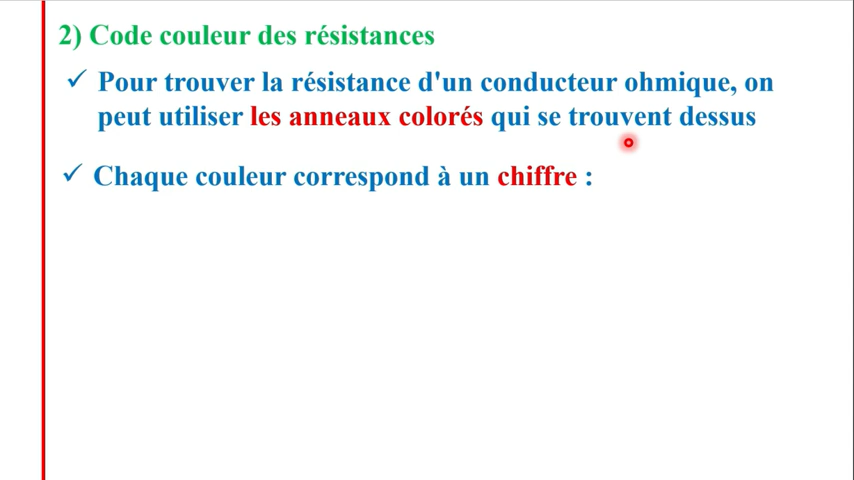 2) Code couleur des résistances
✓ Pour trouver la résistance d'un conducteur ohmique, on
peut utiliser les anneaux colorés qui se trouvent dessus
✓ Chaque couleur correspond à un chiffre :